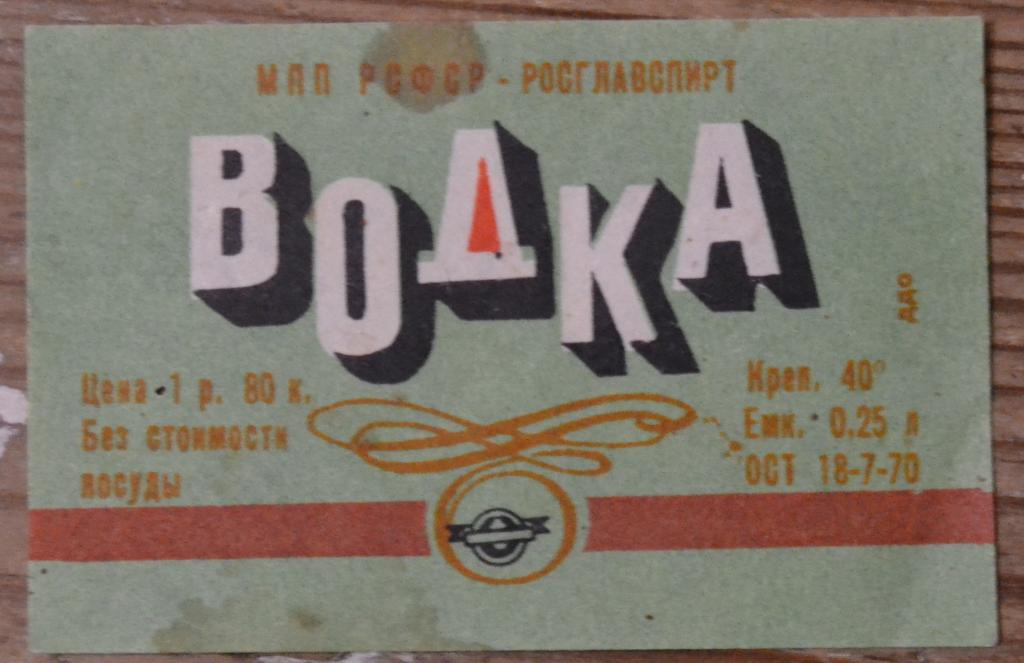 МПП РСФСР - РОСГЛАВСПИРТ
ВОДКА
ДДО
Цена 1 р. 80 к.
Без стоимости
посуды
Креп. 40°
Емк. 0.25 л
ОСТ 18-7-70